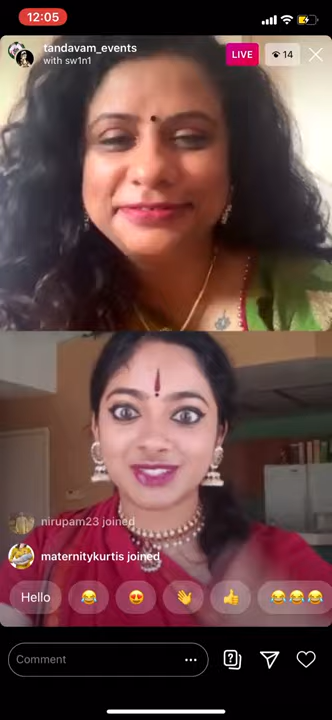 12:05
tandavam_events
with sw1n1
LIVE
14
nirupam23 joined
maternitykurtis joined
Hello
Comment